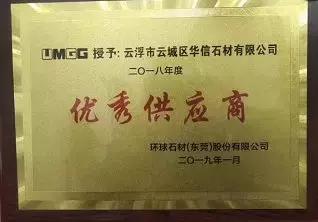 UMGG 授予:云浮市云城区华信石材有限公司
二〇一八年度
优秀供应商
环球石材(东莞)股份有限公司
二〇一九年一月